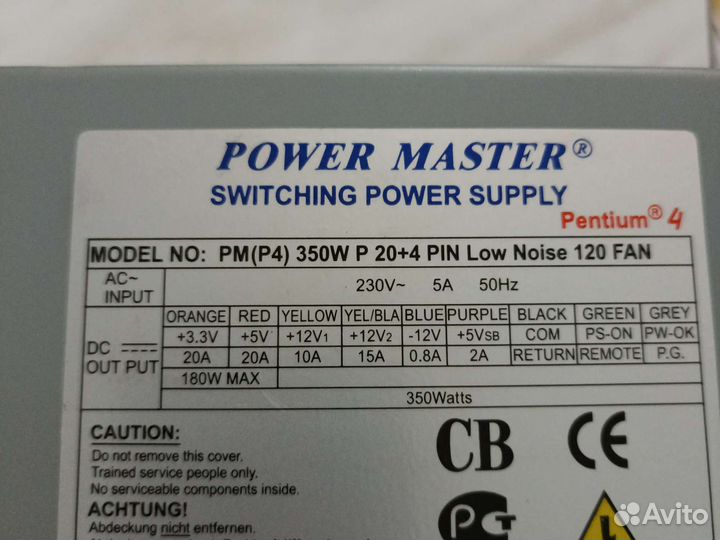 POWER MASTER®
SWITCHING POWER SUPPLY
Pentium® 4
MODEL NO: PM(P4) 350W P 20+4 PIN Low Noise 120 FAN
AC~ INPUT 230V~ 5A 50Hz
ORANGE RED YELLOW YEL/BLA BLUE PURPLE BLACK GREEN GREY
DC OUT PUT +3.3V +5V +12V1 +12V2 -12V +5VSB COM PS-ON PW-OK
20A 20A 10A 15A 0.8A 2A RETURN REMOTE P.G.
180W MAX
350Watts
CAUTION:
Do not remove this cover.
Trained service people only.
No serviceable components inside.
CB CE
ACHTUNG!
Abdeckung nicht entfernen.
PCT
L
Avito